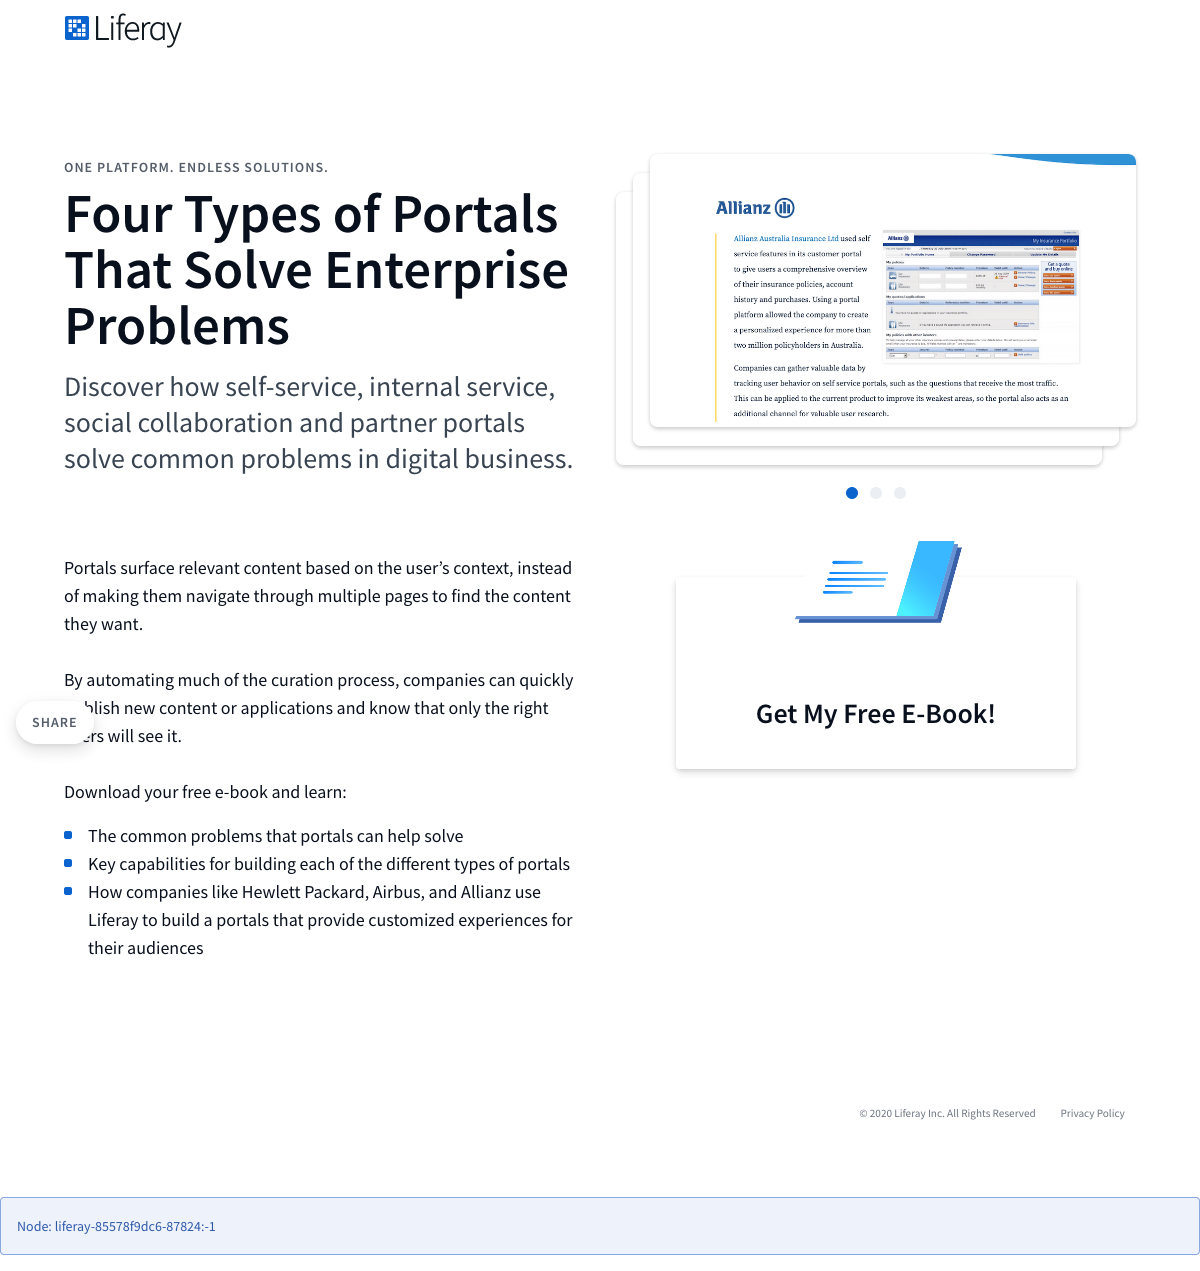 Liferay
ONE PLATFORM. ENDLESS SOLUTIONS.
Four Types of Portals
That Solve Enterprise
Problems
Discover how self-service, internal service,
social collaboration and partner portals
solve common problems in digital business.
Portals surface relevant content based on the user’s context, instead
of making them navigate through multiple pages to find the content
they want.
By automating much of the curation process, companies can quickly
blish new content or applications and know that only the right
ers will see it.
SHARE
Download your free e-book and learn:
The common problems that portals can help solve
Key capabilities for building each of the different types of portals
How companies like Hewlett Packard, Airbus, and Allianz use
Liferay to build a portals that provide customized experiences for
their audiences
Allianz
Allianz Australia Insurance Ltd used self
service features in its customer portal
to give users a comprehensive overview
of their insurance policies, account
history and purchases. Using a portal
platform allowed the company to create
a personalized experience for more than
two million policyholders in Australia.
Companies can gather valuable data by
tracking user behavior on self service portals, such as the questions that receive the most traffic.
This can be applied to the current product to improve its weakest areas, so the portal also acts as an
additional channel for valuable user research.
Allianz
My Insurance Portfolio
Get a quote
and buy online
Get My Free E-Book!
© 2020 Liferay Inc. All Rights Reserved
Privacy Policy
Node: liferay-85578f9dc6-87824:-1